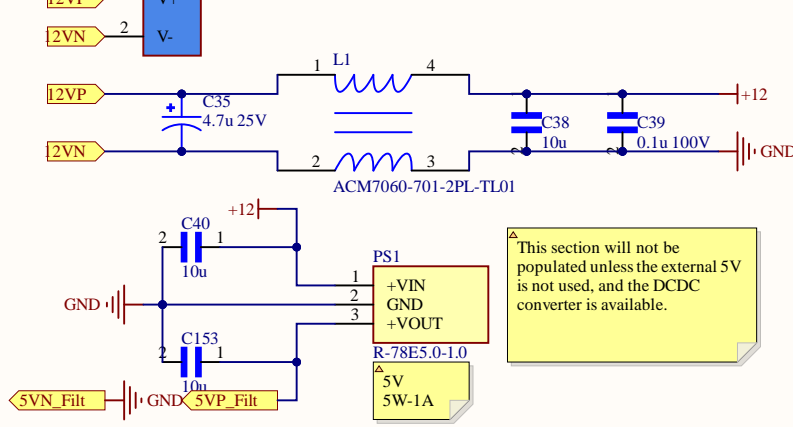 12VP
V+
12VN
2
V-
L1
1
4
12VP
C35
4.7u 25V
+12
C38
10u
2
C39
0.1u 100V
2
12VN
2
3
GND
ACM7060-701-2PL-TL01
+12
C40
2
1
10u
PS1
1
+VIN
2
GND
3
+VOUT
GND
R-78E5.0-1.0
C153
2
1
10u
5V
5W-1A
5VN_Filt
GND
5VP_Filt
This section will not be
populated unless the external 5V
is not used, and the DCDC
converter is available.